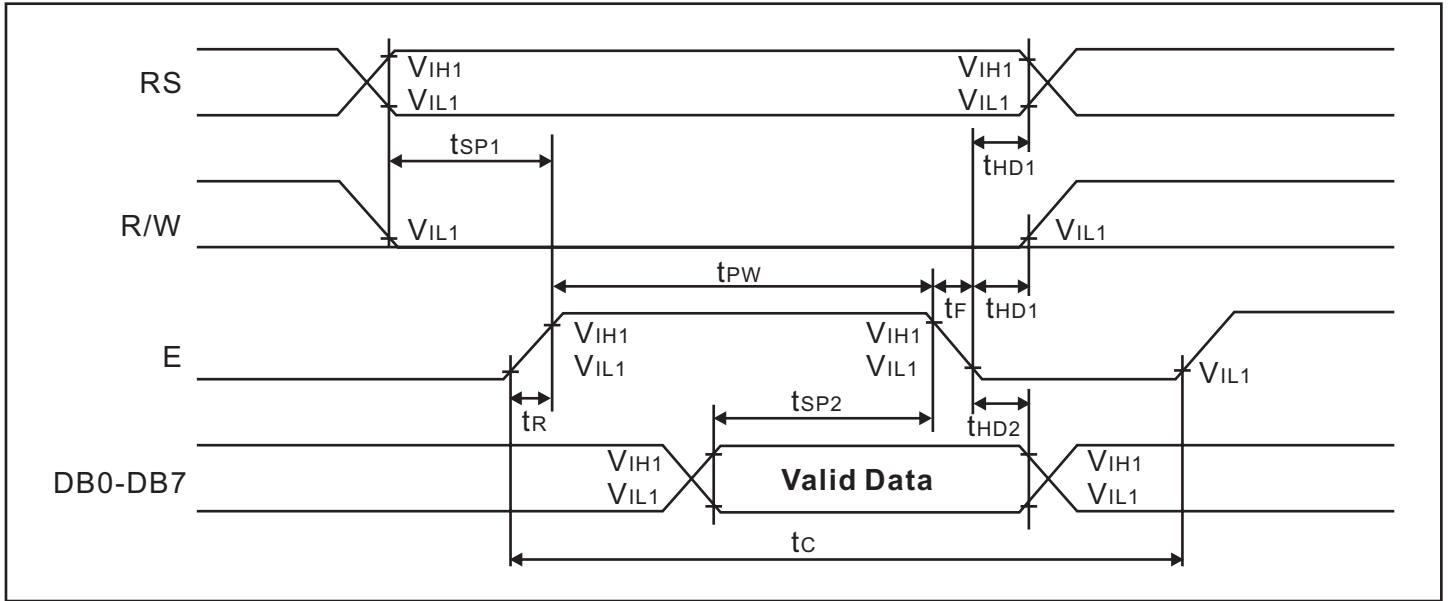 RS
VIH1
VIL1
VIH1
VIL1
tSP1
tHD1
R/W
VIL1
VIL1
tPW
tF
tHD1
E
VIH1
VIL1
VIH1
VIL1
VIL1
tR
tSP2
tHD2
DB0-DB7
VIH1
VIL1
Valid Data
VIH1
VIL1
tC